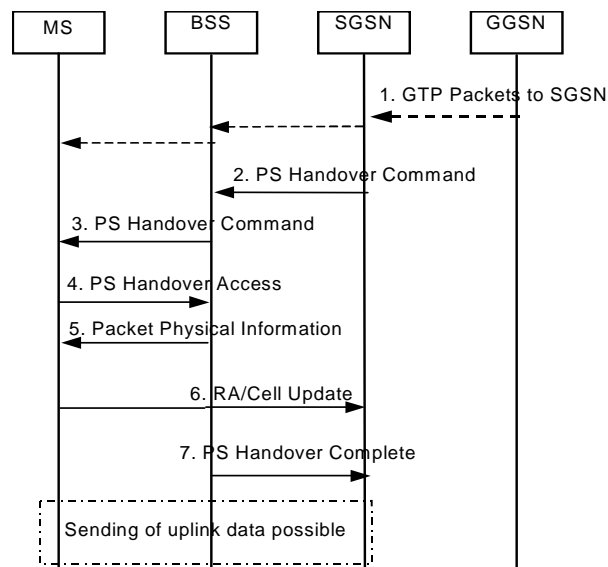 MS
BSS
SGSN
GGSN
1. GTP Packets to SGSN
2. PS Handover Command
3. PS Handover Command
4. PS Handover Access
5. Packet Physical Information
6. RA/Cell Update
7. PS Handover Complete
Sending of uplink data possible